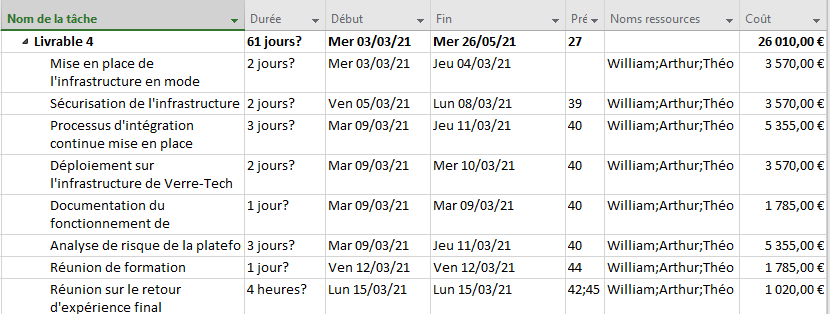 Nom de la tâche Durée Début Fin Pré Noms ressources Coût
Livrable 4 61 jours? Mer 03/03/21 Mer 26/05/21 27 26 010,00 €
Mise en place de 2 jours? Mer 03/03/21 Jeu 04/03/21 William;Arthur;Théo 3 570,00 €
l'infrastructure en mode
Sécurisation de l'infrastructure 2 jours? Ven 05/03/21 Lun 08/03/21 39 William;Arthur;Théo 3 570,00 €
Processus d'intégration 3 jours? Mar 09/03/21 Jeu 11/03/21 40 William;Arthur;Théo 5 355,00 €
continue mise en place
Déploiement sur 2 jours? Mar 09/03/21 Mer 10/03/21 40 William;Arthur;Théo 3 570,00 €
l'infrastructure de Verre-Tech
Documentation du 1 jour? Mar 09/03/21 Mar 09/03/21 40 William;Arthur;Théo 1 785,00 €
fonctionnement de
Analyse de risque de la platefo 3 jours? Mar 09/03/21 Jeu 11/03/21 40 William;Arthur;Théo 5 355,00 €
Réunion de formation 1 jour? Ven 12/03/21 Ven 12/03/21 44 William;Arthur;Théo 1 785,00 €
Réunion sur le retour 4 heures? Lun 15/03/21 Lun 15/03/21 42;45 William;Arthur;Théo 1 020,00 €
d'expérience final